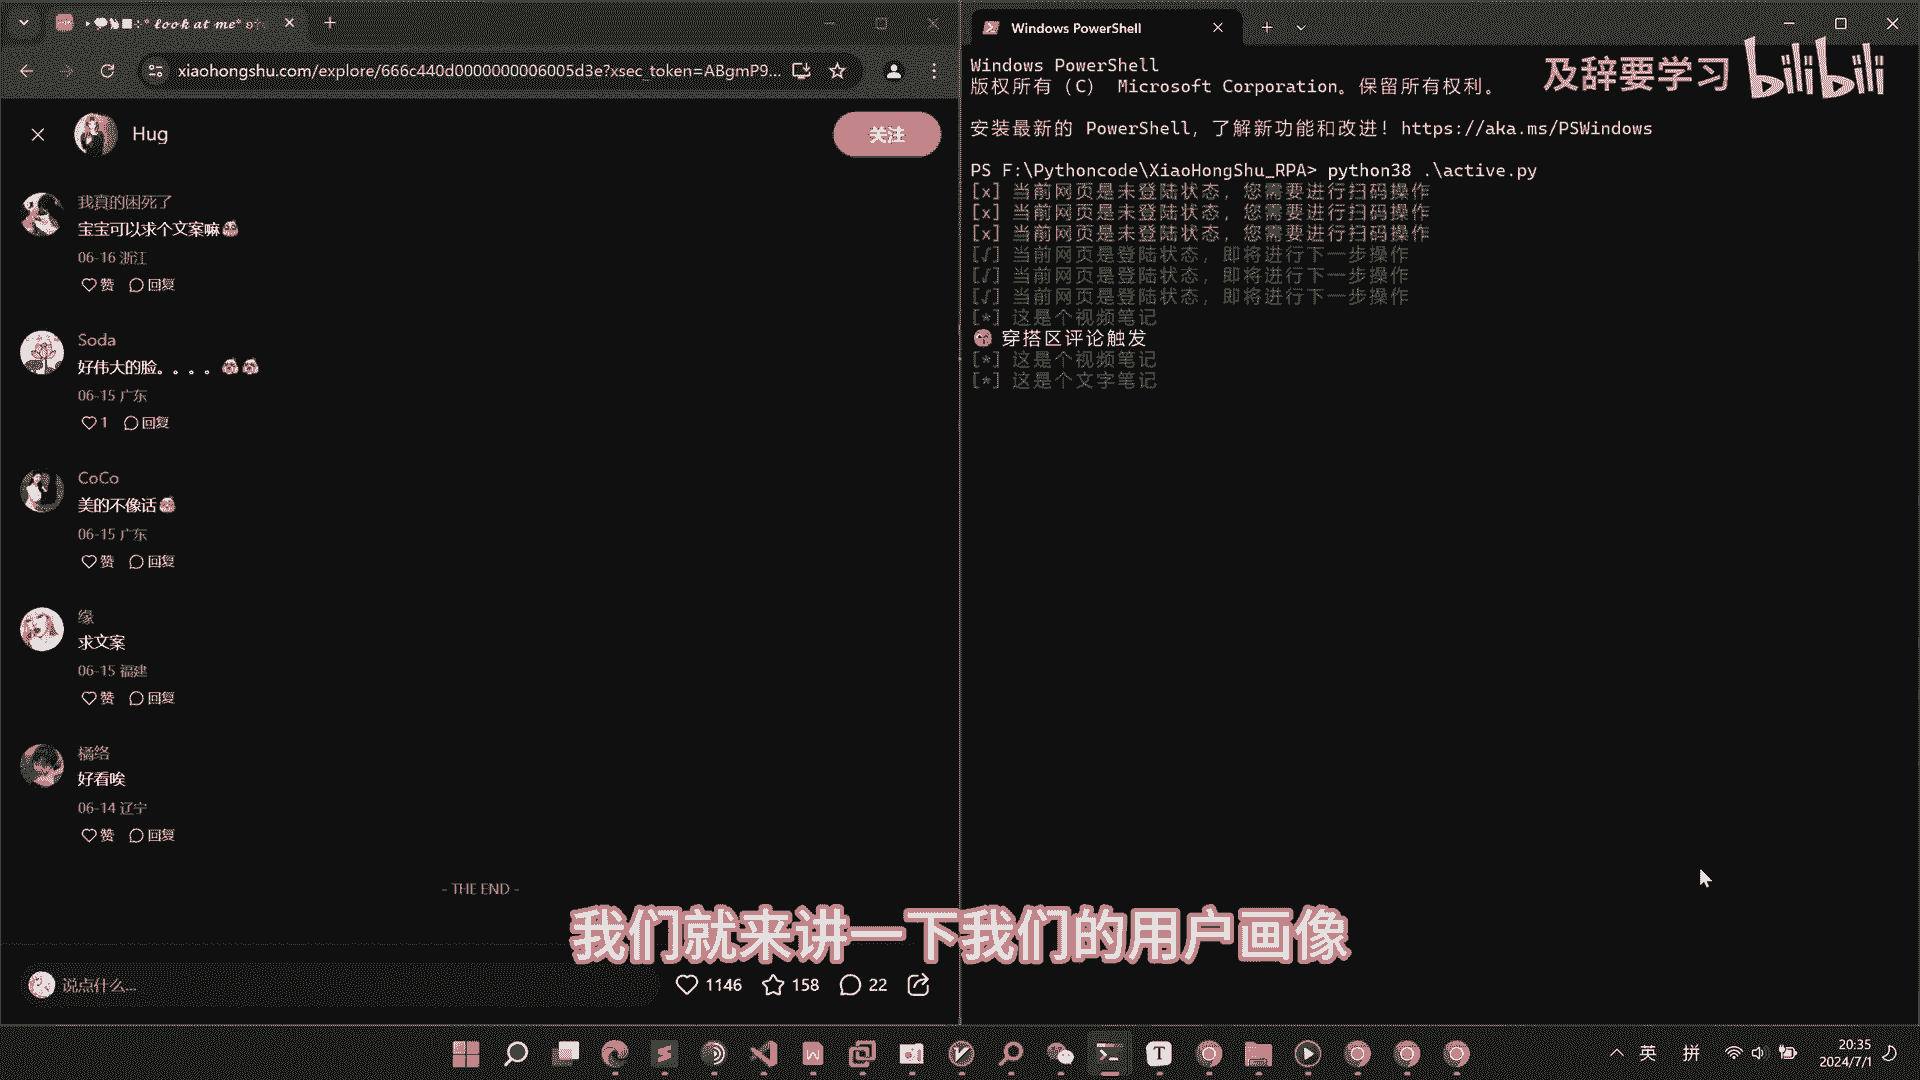 look at me*
xiaohongshu.com/explore/666c440d0000000006005d3e?xsec_token=ABgmP9...
Hug
关注
我真的困死了
宝宝可以求个文案嘛
06-16 浙江
赞 回复
Soda
好伟大的脸。。。。
06-15 广东
1 回复
CoCo
美的不像话
06-15 广东
赞 回复
缘
求文案
06-15 福建
赞 回复
橘络
好看唉
06-14 辽宁
赞 回复
- THE END -
说点什么...
1146 158 22
Windows PowerShell
Windows PowerShell
版权所有 (C) Microsoft Corporation。保留所有权利。
及辞要学习 bilibili
安装最新的 PowerShell，了解新功能和改进！https://aka.ms/PSWindows
PS F:\Pythoncode\XiaoHongShu_RPA> python38 .\active.py
[x] 当前网页是未登陆状态，您需要进行扫码操作
[x] 当前网页是未登陆状态，您需要进行扫码操作
[x] 当前网页是未登陆状态，您需要进行扫码操作
[√] 当前网页是登陆状态，即将进行下一步操作
[√] 当前网页是登陆状态，即将进行下一步操作
[√] 当前网页是登陆状态，即将进行下一步操作
[*] 这是个视频笔记
穿搭区评论触发
[*] 这是个视频笔记
[*] 这是个文字笔记
我们就来讲一下我们的用户画像
英 拼
20:35
2024/7/1